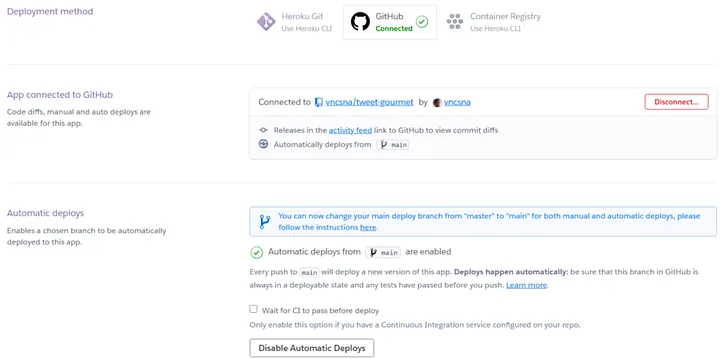 Deployment method
Heroku Git
Use Heroku CLI
GitHub
Connected
Container Registry
Use Heroku CLI
App connected to GitHub
Code diffs, manual and auto deploys are
available for this app.
Connected to vncsna/tweet-gourmet by vncsna
Disconnect...
Releases in the activity feed link to GitHub to view commit diffs
Automatically deploys from main
Automatic deploys
Enables a chosen branch to be automatically
deployed to this app.
You can now change your main deploy branch from "master" to "main" for both manual and automatic deploys, please
follow the instructions here.
Automatic deploys from main are enabled
Every push to main will deploy a new version of this app. Deploys happen automatically: be sure that this branch in GitHub is
always in a deployable state and any tests have passed before you push. Learn more.
Wait for CI to pass before deploy
Only enable this option if you have a Continuous Integration service configured on your repo.
Disable Automatic Deploys